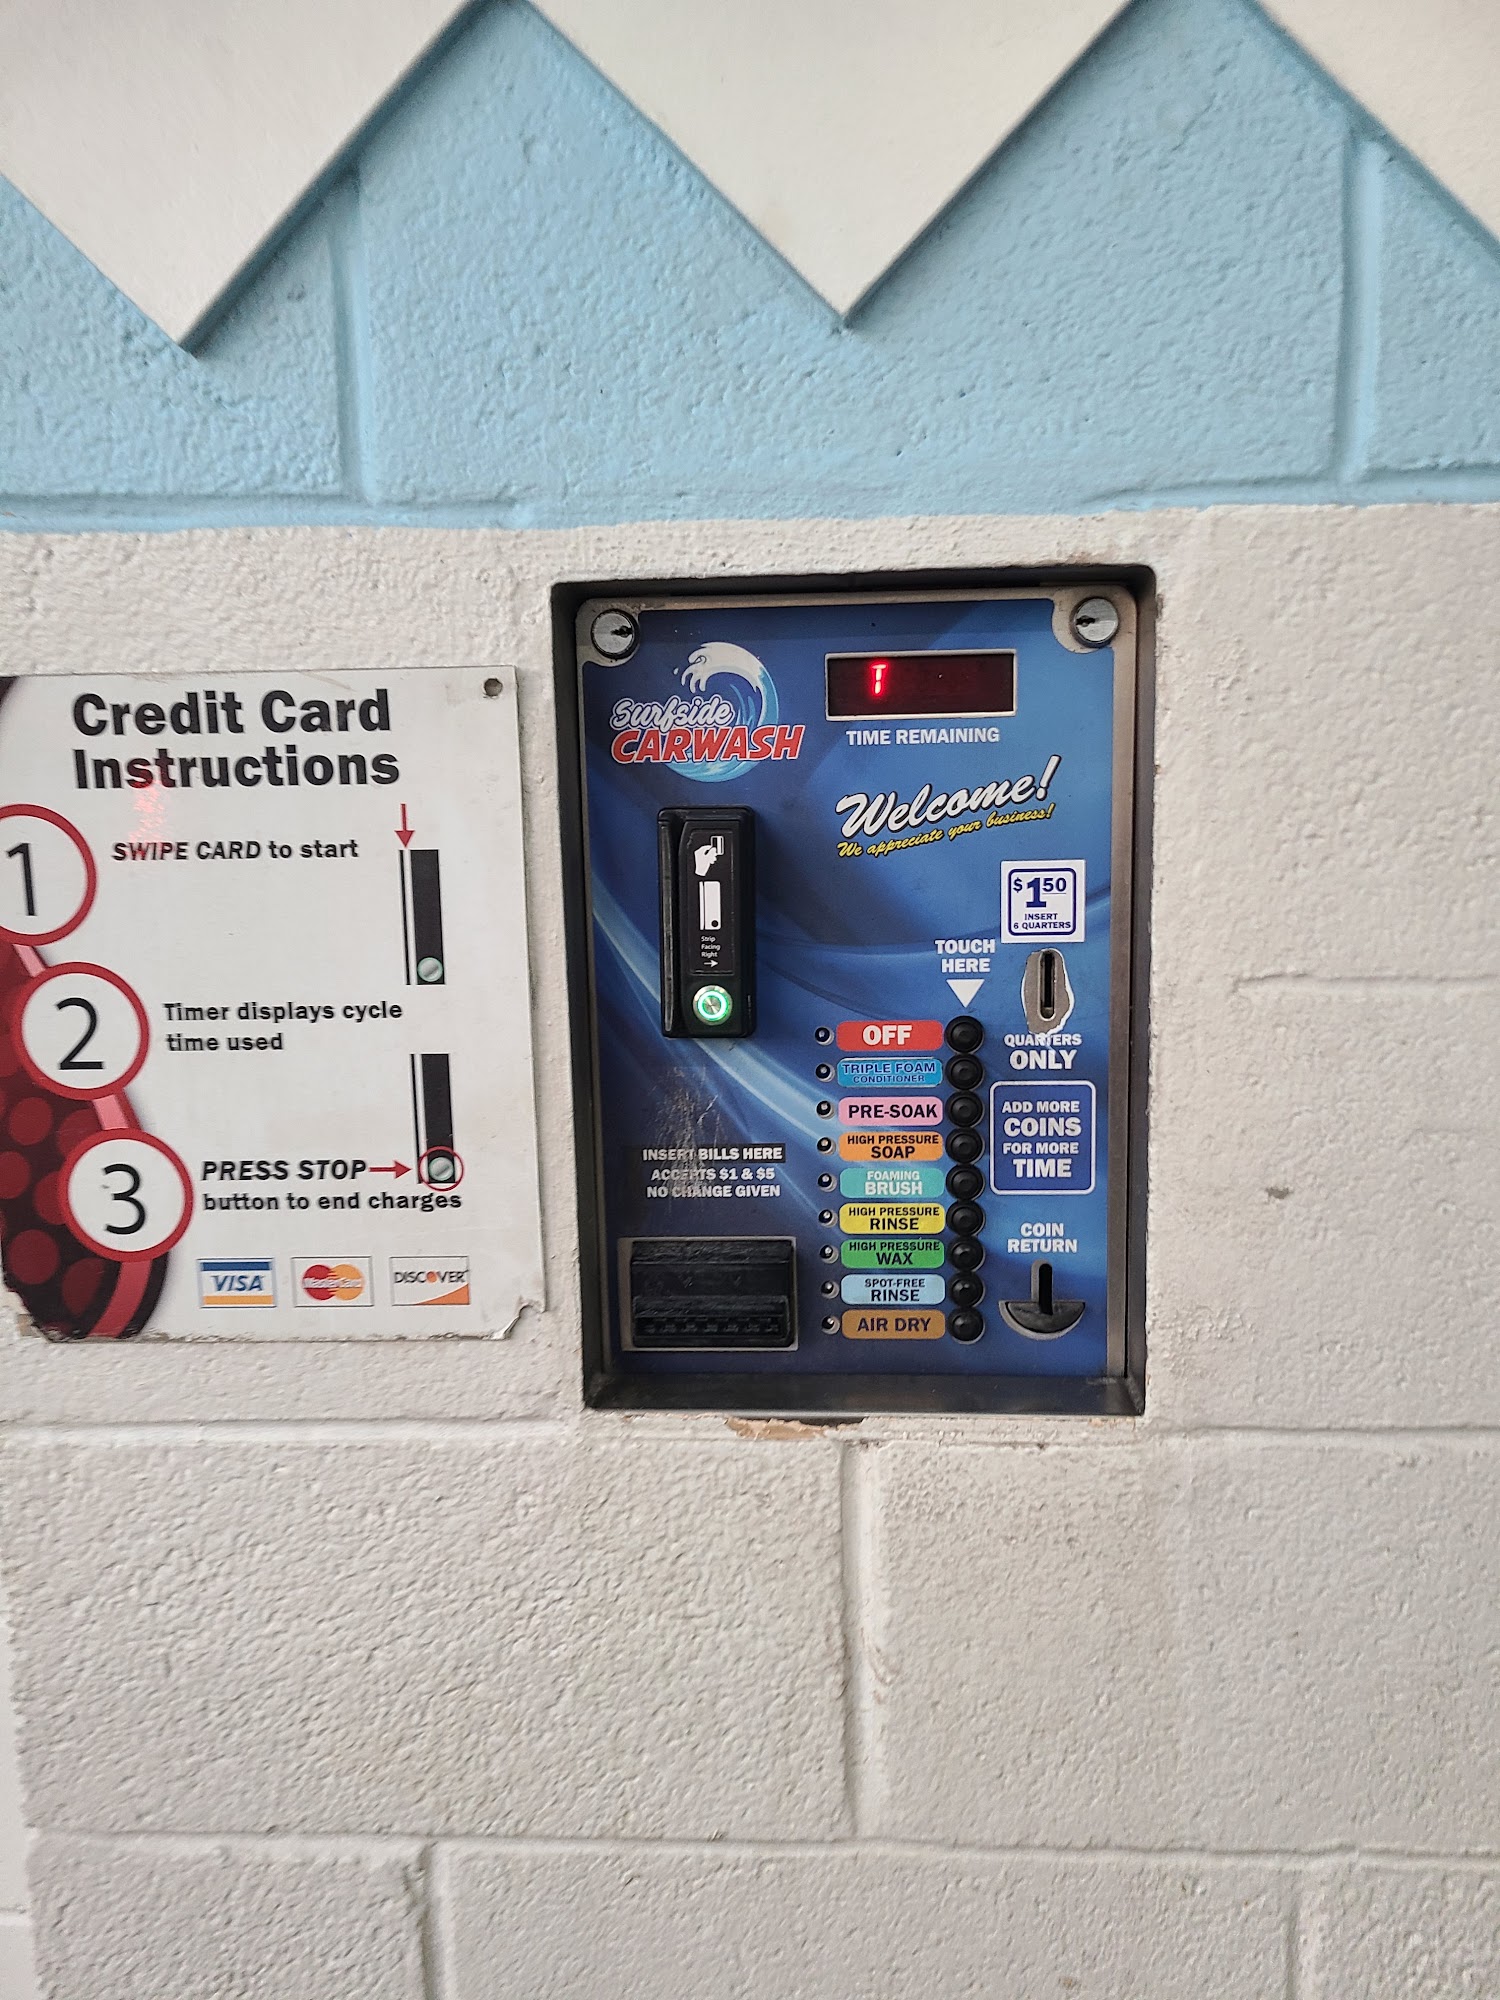 Credit Card
Instructions
1
SWIPE CARD to start
2
Timer displays cycle
time used
3
PRESS STOP
button to end charges
VISA
MasterCard
DISCOVER
Surfside
CARWASH
T
TIME REMAINING
Welcome!
We appreciate your business!
Strip
Facing
Right
$1.50
INSERT
6 QUARTERS
TOUCH
HERE
QUARTERS
ONLY
ADD MORE
COINS
FOR MORE
TIME
COIN
RETURN
OFF
TRIPLE FOAM
CONDITIONER
PRE-SOAK
HIGH PRESSURE
SOAP
FOAMING
BRUSH
HIGH PRESSURE
RINSE
HIGH PRESSURE
WAX
SPOT-FREE
RINSE
AIR DRY
INSERT BILLS HERE
ACCEPTS $1 & $5
NO CHANGE GIVEN